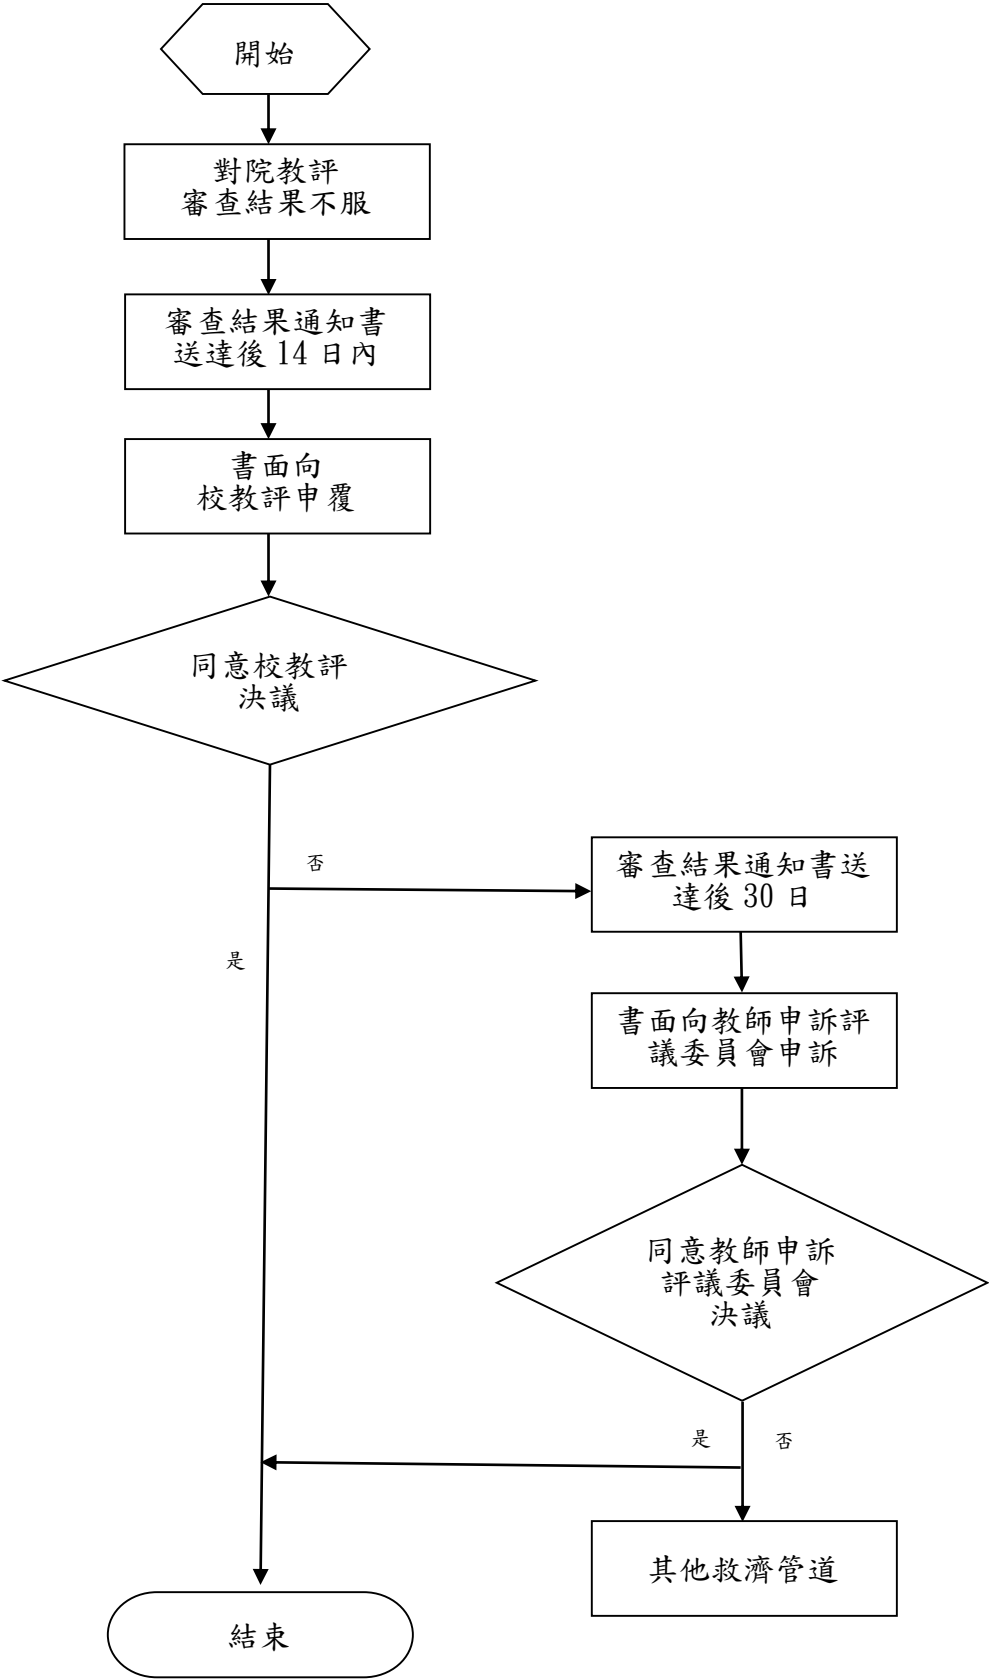 開始
對院教評
審查結果不服
審查結果通知書
送達後 14 日內
書面向
校教評申覆
同意校教評
決議
否
審查結果通知書送
達後 30 日
是
書面向教師申訴評
議委員會申訴
同意教師申訴
評議委員會
決議
是
否
其他救濟管道
結束